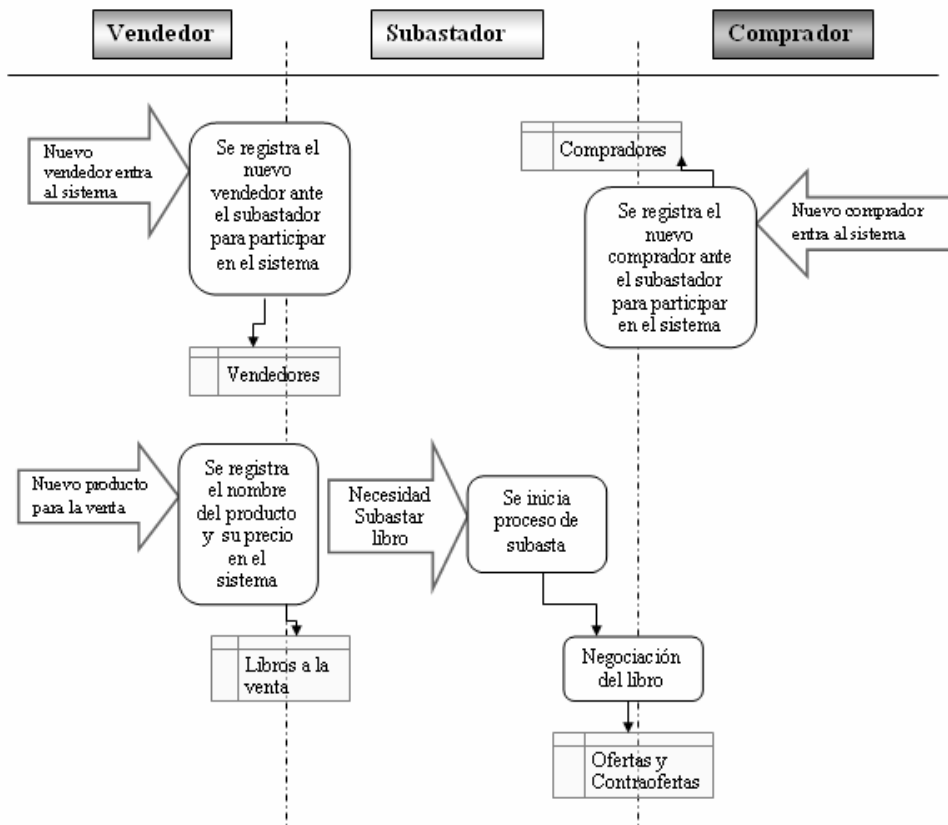 Vendedor
Subastador
Comprador
Nuevo
vendedor entra
al sistema
Se registra el
nuevo
vendedor ante
el subastador
para participar
en el sistema
Vendedores
Compradores
Se registra el
nuevo
comprador ante
el subastador
para participar
en el sistema
Nuevo comprador
entra al sistema
Nuevo producto
para la venta
Se registra
el nombre
del producto
y su precio
en el
sistema
Libros a la
venta
Necesidad
Subastar
libro
Se inicia
proceso de
subasta
Negociación
del libro
Ofertas y
Contraofertas